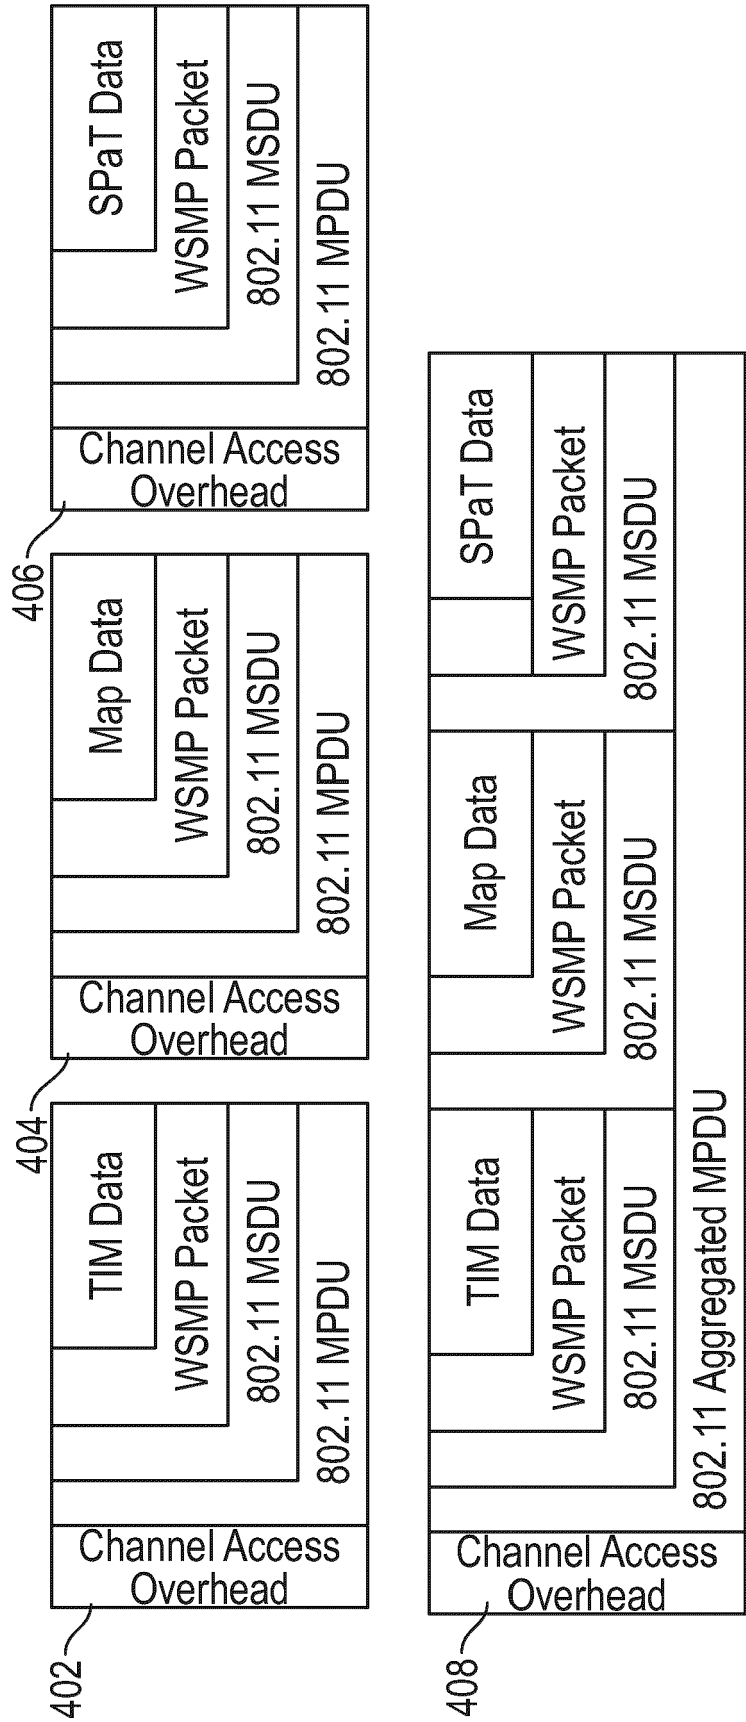 Channel Access
Overhead
TIM Data
WSMP Packet
802.11 MSDU
802.11 MPDU
402
Channel Access
Overhead
Map Data
WSMP Packet
802.11 MSDU
802.11 MPDU
404
Channel Access
Overhead
SPaT Data
WSMP Packet
802.11 MSDU
802.11 MPDU
406
Channel Access
Overhead
TIM Data
WSMP Packet
802.11 MSDU
Map Data
WSMP Packet
802.11 MSDU
SPaT Data
WSMP Packet
802.11 MSDU
802.11 Aggregated MPDU
408